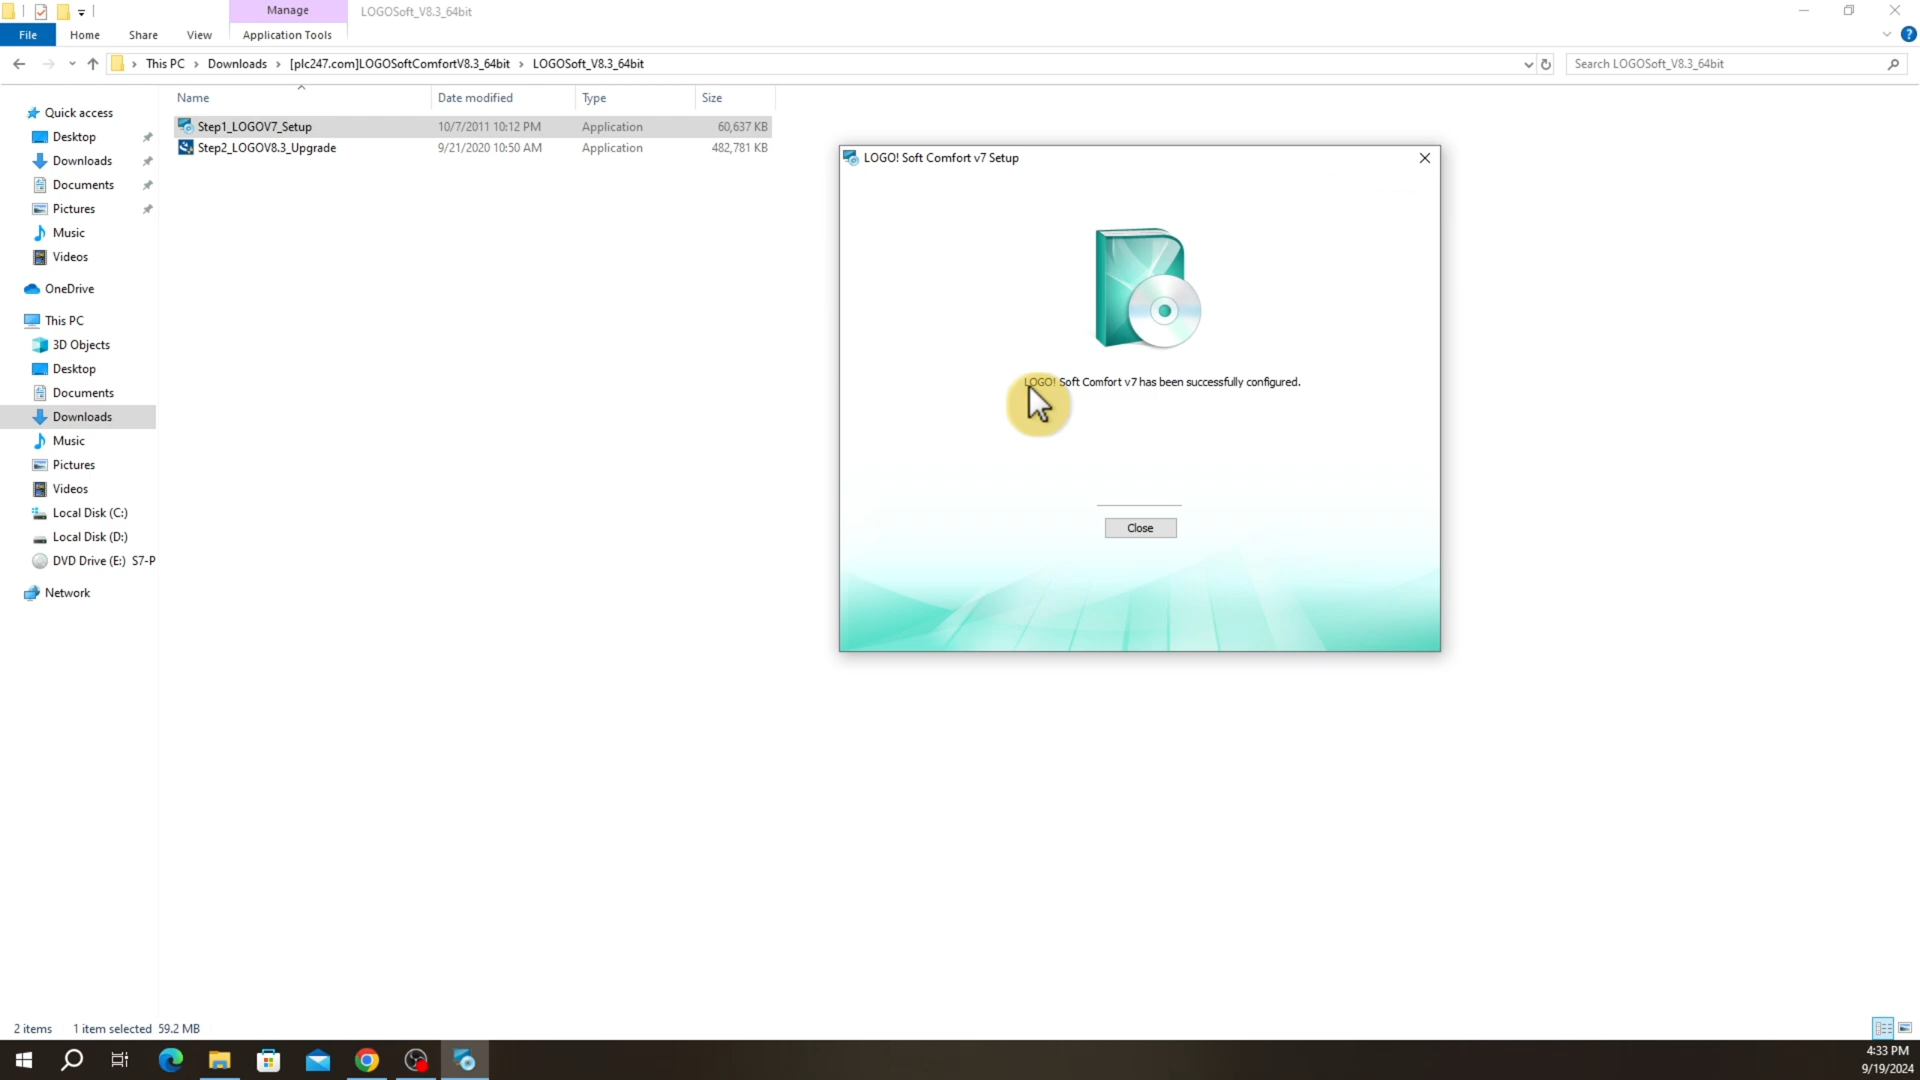 Manage
LOGOSoft_V8.3_64bit
File
Home
Share
View
Application Tools
This PC
Downloads
[plc247.com]LOGOSoftComfortV8.3_64bit
LOGOSoft_V8.3_64bit
Search LOGOSoft_V8.3_64bit
Name
Date modified
Type
Size
Step1_LOGOV7_Setup
10/7/2011 10:12 PM
Application
60,637 KB
Step2_LOGOV8.3_Upgrade
9/21/2020 10:50 AM
Application
482,781 KB
Quick access
Desktop
Downloads
Documents
Pictures
Music
Videos
OneDrive
This PC
3D Objects
Desktop
Documents
Downloads
Music
Pictures
Videos
Local Disk (C:)
Local Disk (D:)
DVD Drive (E:) S7-P
Network
LOGO! Soft Comfort v7 Setup
LOGO! Soft Comfort v7 has been successfully configured.
Close
2 items
1 item selected 59.2 MB
4:33 PM
9/19/2024